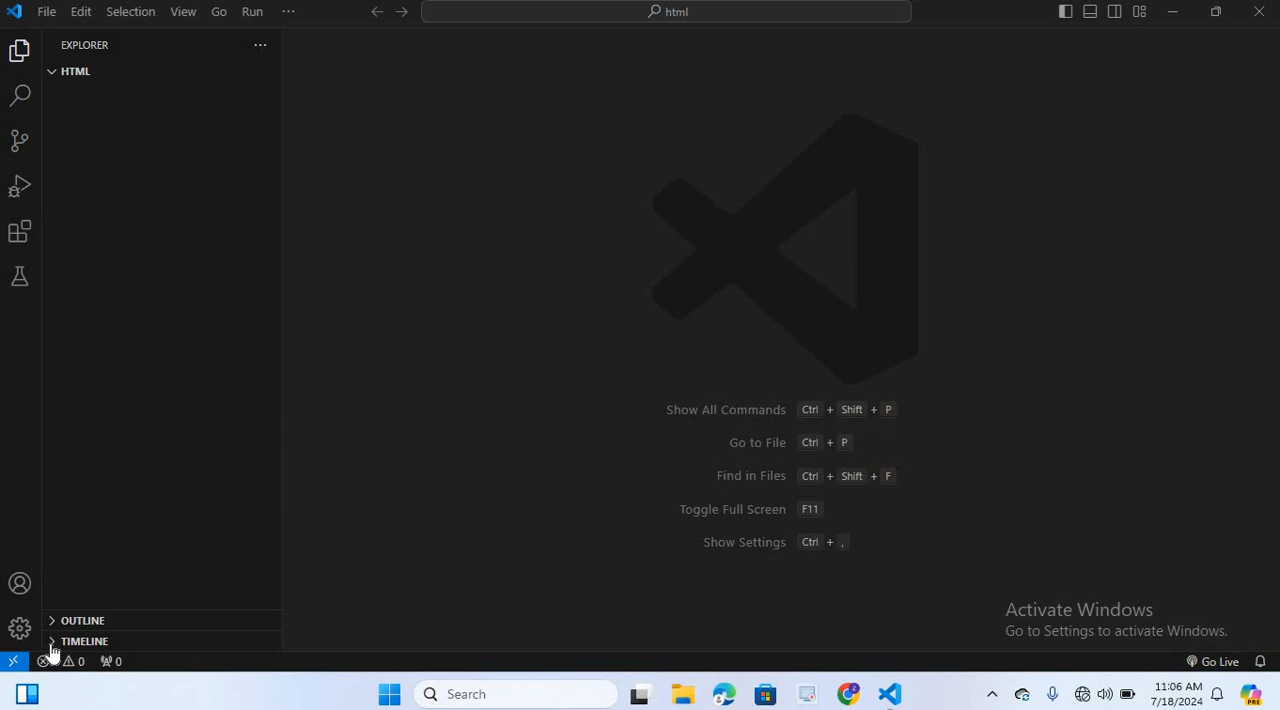 File Edit Selection View Go Run ··· html
EXPLORER ···
HTML
Show All Commands Ctrl + Shift + P
Go to File Ctrl + P
Find in Files Ctrl + Shift + F
Toggle Full Screen F11
Show Settings Ctrl + ,
Activate Windows
Go to Settings to activate Windows.
OUTLINE
TIMELINE
0 0 Go Live
Search
11:06 AM
7/18/2024
PRE